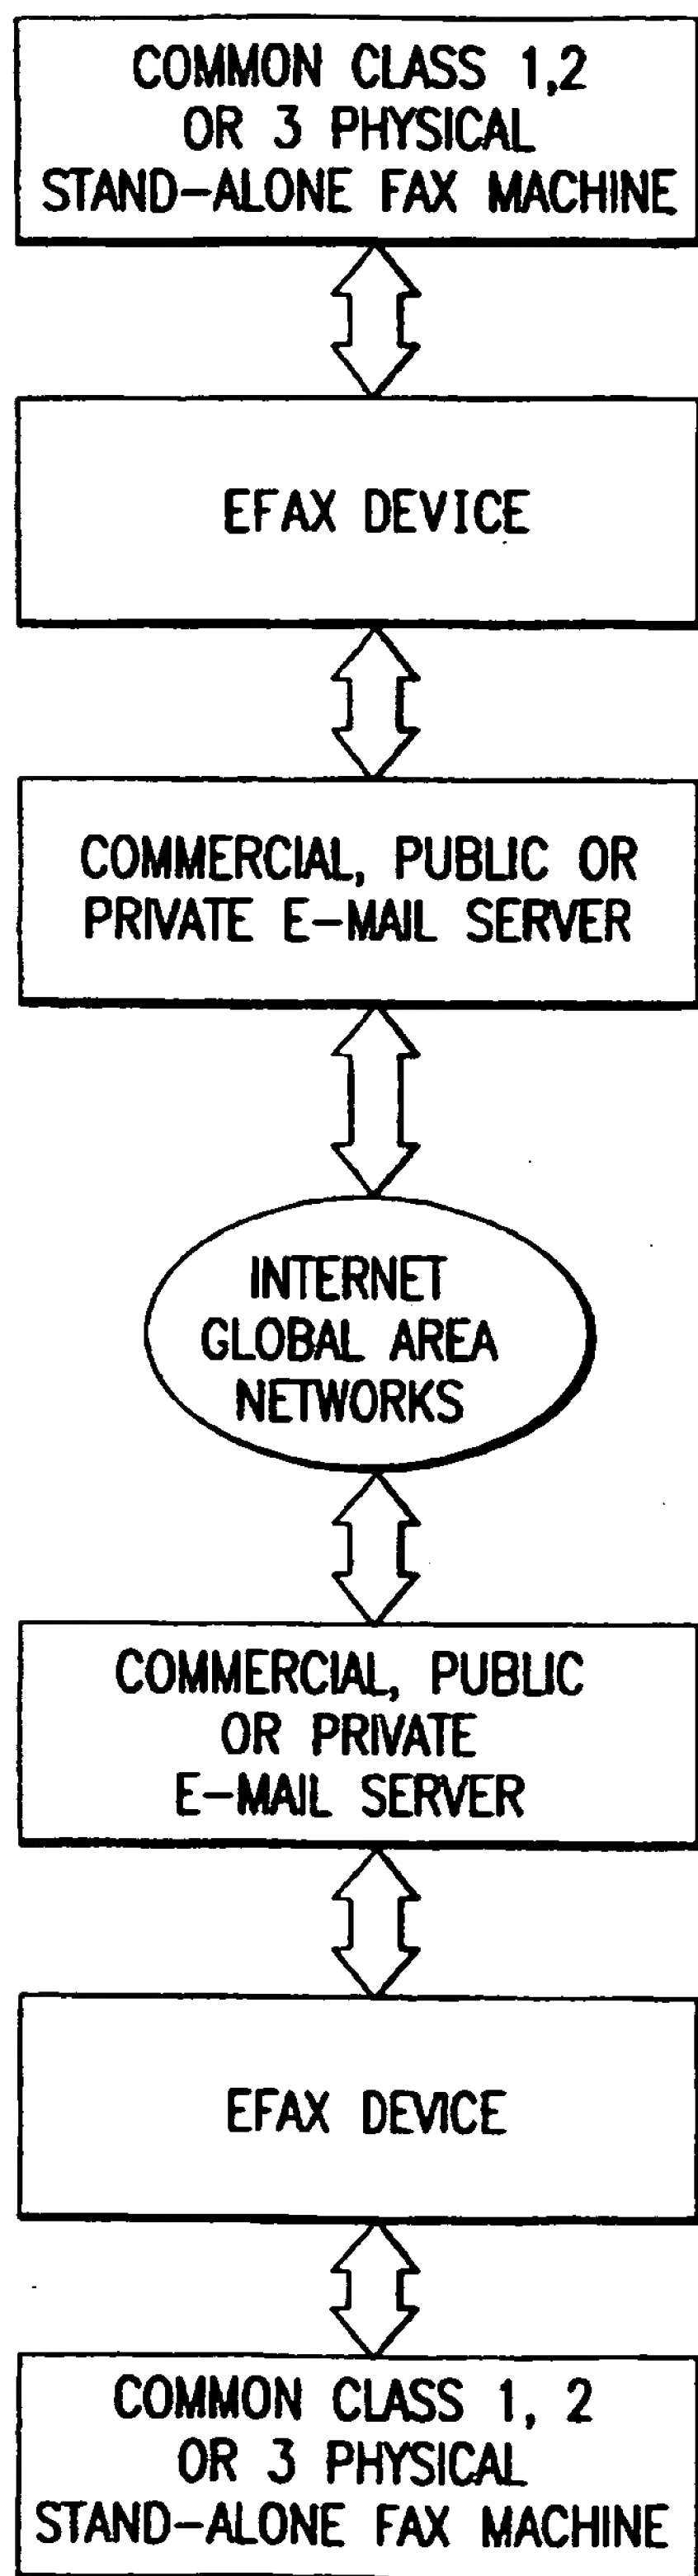 COMMON CLASS 1,2
OR 3 PHYSICAL
STAND-ALONE FAX MACHINE
EFAX DEVICE
COMMERCIAL, PUBLIC OR
PRIVATE E-MAIL SERVER
INTERNET
GLOBAL AREA
NETWORKS
COMMERCIAL, PUBLIC
OR PRIVATE
E-MAIL SERVER
EFAX DEVICE
COMMON CLASS 1, 2
OR 3 PHYSICAL
STAND-ALONE FAX MACHINE